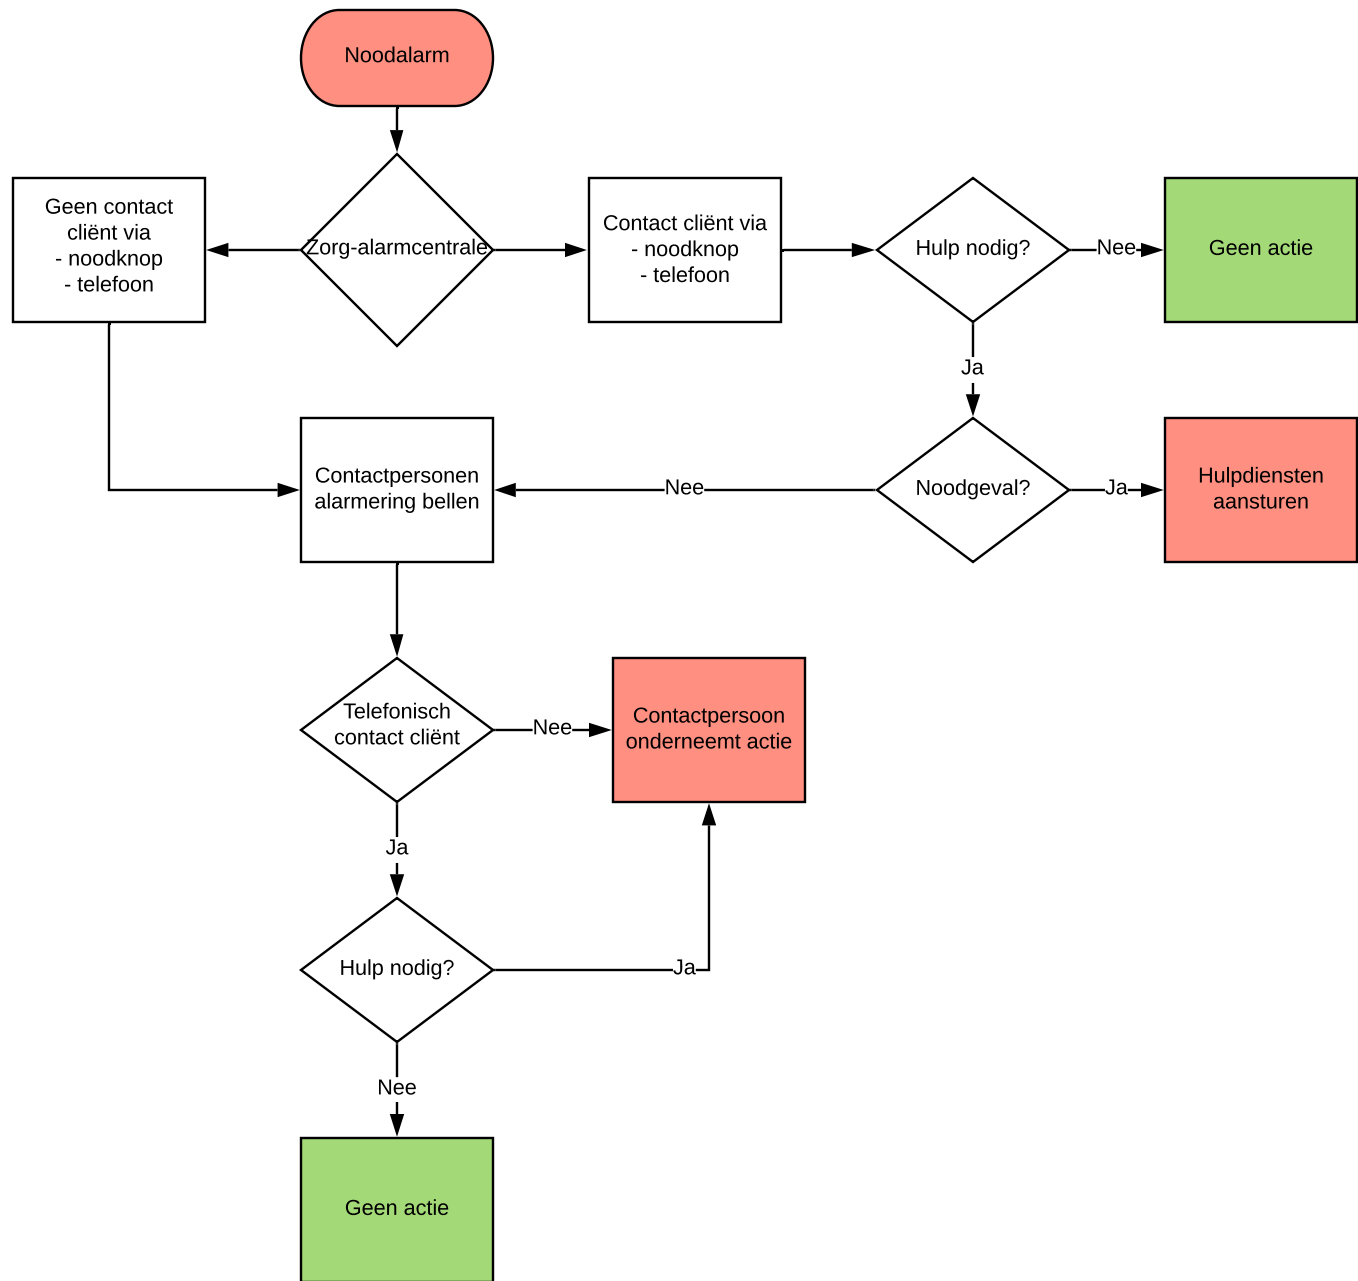 Noodalarm
Geen contact
cliënt via
- noodknop
- telefoon
Zorg-alarmcentrale
Contact cliënt via
- noodknop
- telefoon
Hulp nodig?
Nee
Geen actie
Ja
Contactpersonen
alarmering bellen
Nee
Noodgeval?
Ja
Hulpdiensten
aansturen
Telefonisch
contact cliënt
Nee
Contactpersoon
onderneemt actie
Ja
Hulp nodig?
Ja
Nee
Geen actie